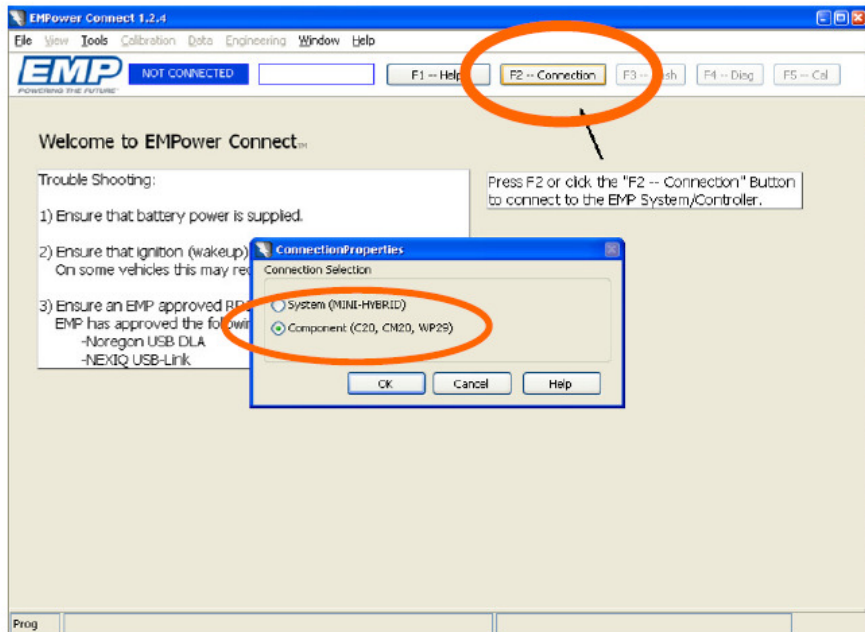 EMPower Connect 1.2.4
File View Tools Calibration Data Engineering Window Help
EMP
POWERING THE FUTURE
NOT CONNECTED
F1 -- Help
F2 -- Connection
F3 -- sh
F4 -- Diag
F5 -- Cal
Welcome to EMPower Connect
Trouble Shooting:
1) Ensure that battery power is supplied.
2) Ensure that ignition (wakeup)
On some vehicles this may
3) Ensure an EMP approved
EMP has approved the
-Noregon USB DLA
-NEXIQ USB-Link
Press F2 or click the "F2 -- Connection" Button
to connect to the EMP System/Controller.
ConnectionProperties
Connection Selection
System (MINI-HYBRID)
Component (C20, CM20, WP29)
OK
Cancel
Help
Prog